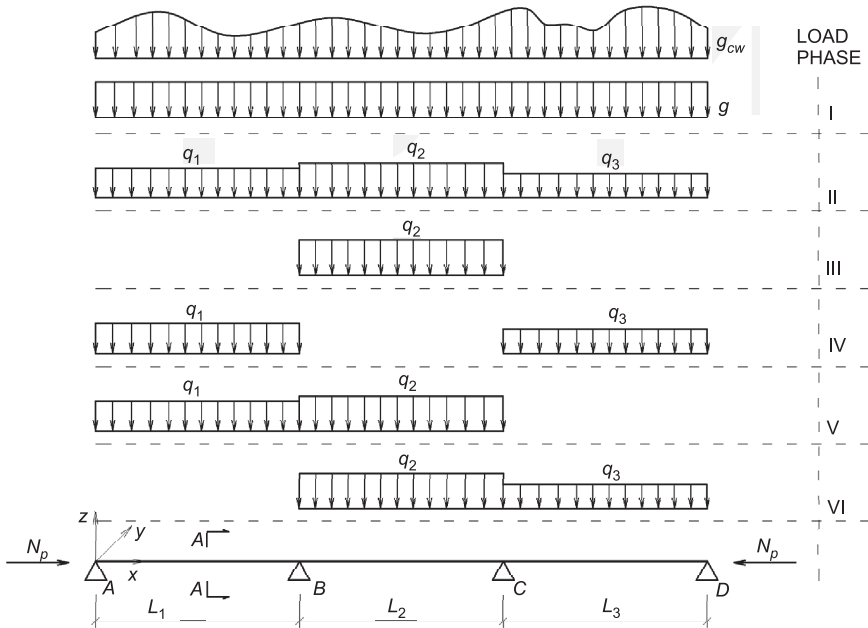 LOAD
PHASE
g_cw
g
I
q_1 q_2 q_3
II
q_2
III
q_1 q_3
IV
q_1 q_2
V
q_2 q_3
VI
z y A
N_p N_p
x
A A B C D
L_1 L_2 L_3